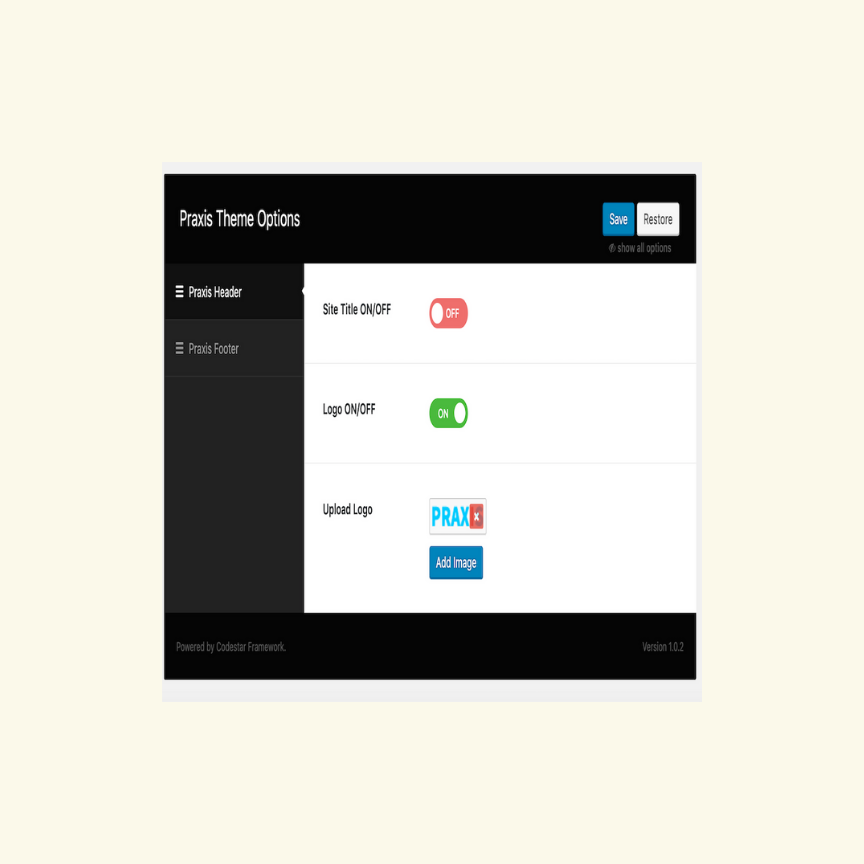 Praxis Theme Options
Save
Restore
show all options
Praxis Header
Praxis Footer
Site Title ON/OFF
OFF
Logo ON/OFF
ON
Upload Logo
PRAX
Add Image
Powered by Codestar Framework.
Version 1.0.2